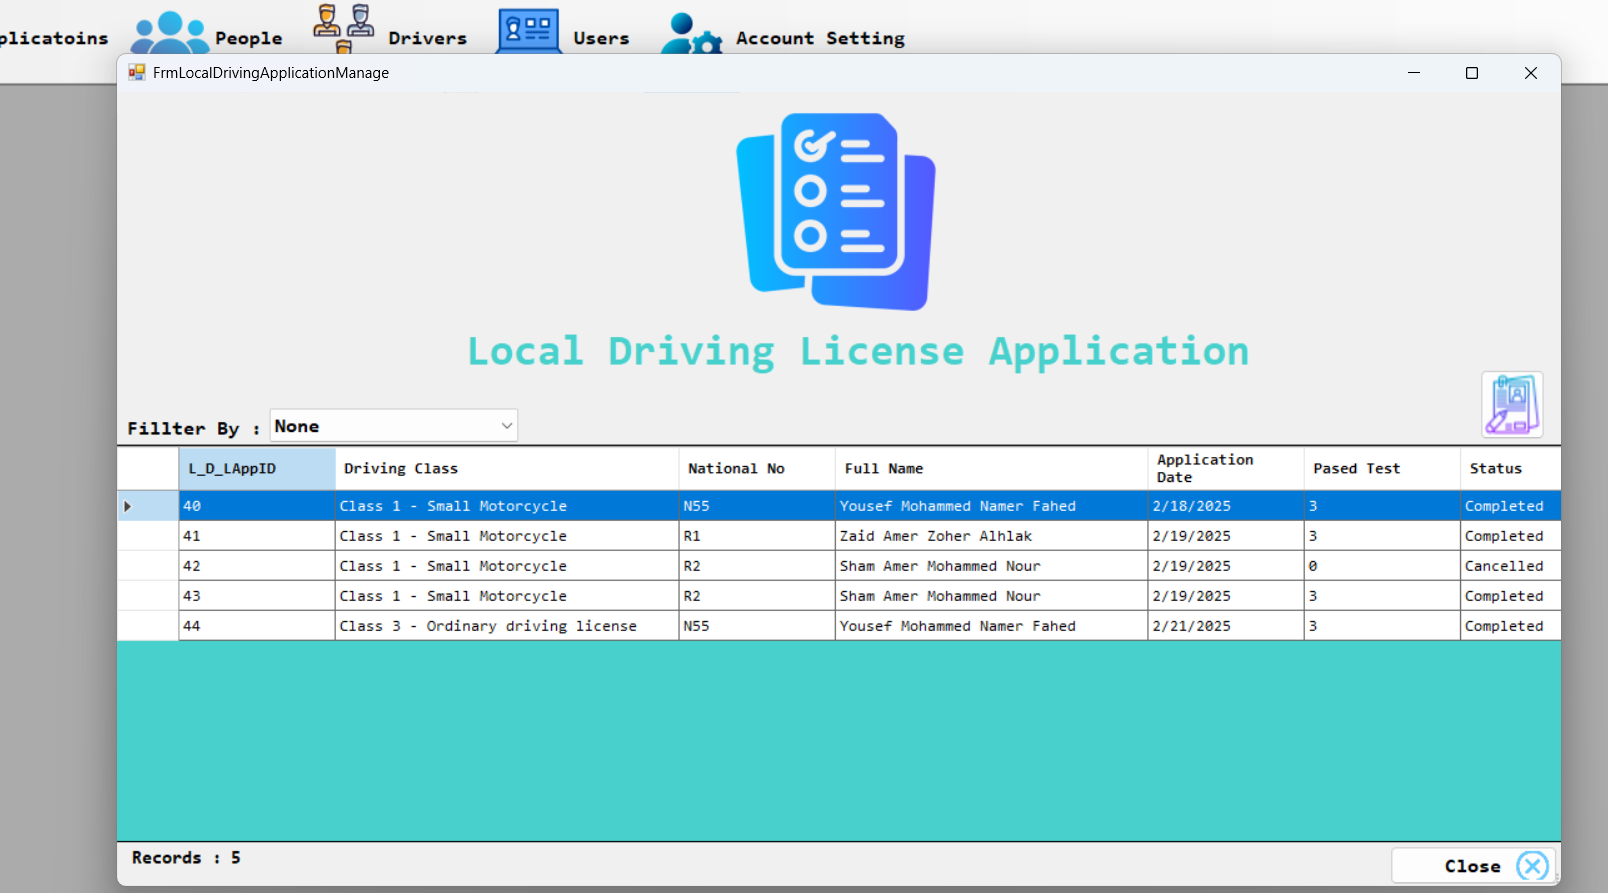 plicatoins People Drivers Users Account Setting
FrmLocalDrivingApplicationManage
Local Driving License Application
Fillter By : None
L_D_LAppID Driving Class National No Full Name Application Date Pased Test Status
40 Class 1 - Small Motorcycle N55 Yousef Mohammed Namer Fahed 2/18/2025 3 Completed
41 Class 1 - Small Motorcycle R1 Zaid Amer Zoher Alhlak 2/19/2025 3 Completed
42 Class 1 - Small Motorcycle R2 Sham Amer Mohammed Nour 2/19/2025 0 Cancelled
43 Class 1 - Small Motorcycle R2 Sham Amer Mohammed Nour 2/19/2025 3 Completed
44 Class 3 - Ordinary driving license N55 Yousef Mohammed Namer Fahed 2/21/2025 3 Completed
Records : 5
Close